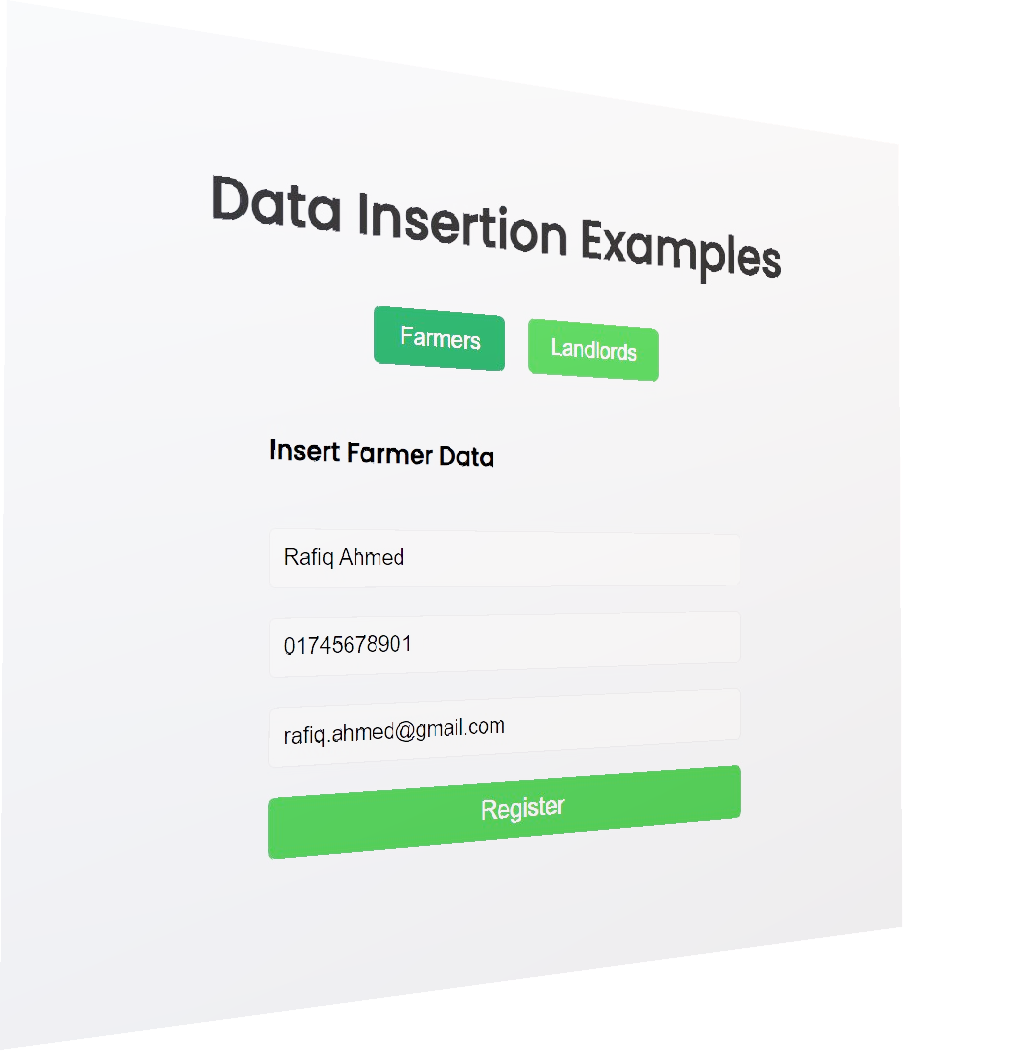 Data Insertion Examples
Farmers Landlords
Insert Farmer Data
Rafiq Ahmed
01745678901
rafiq.ahmed@gmail.com
Register